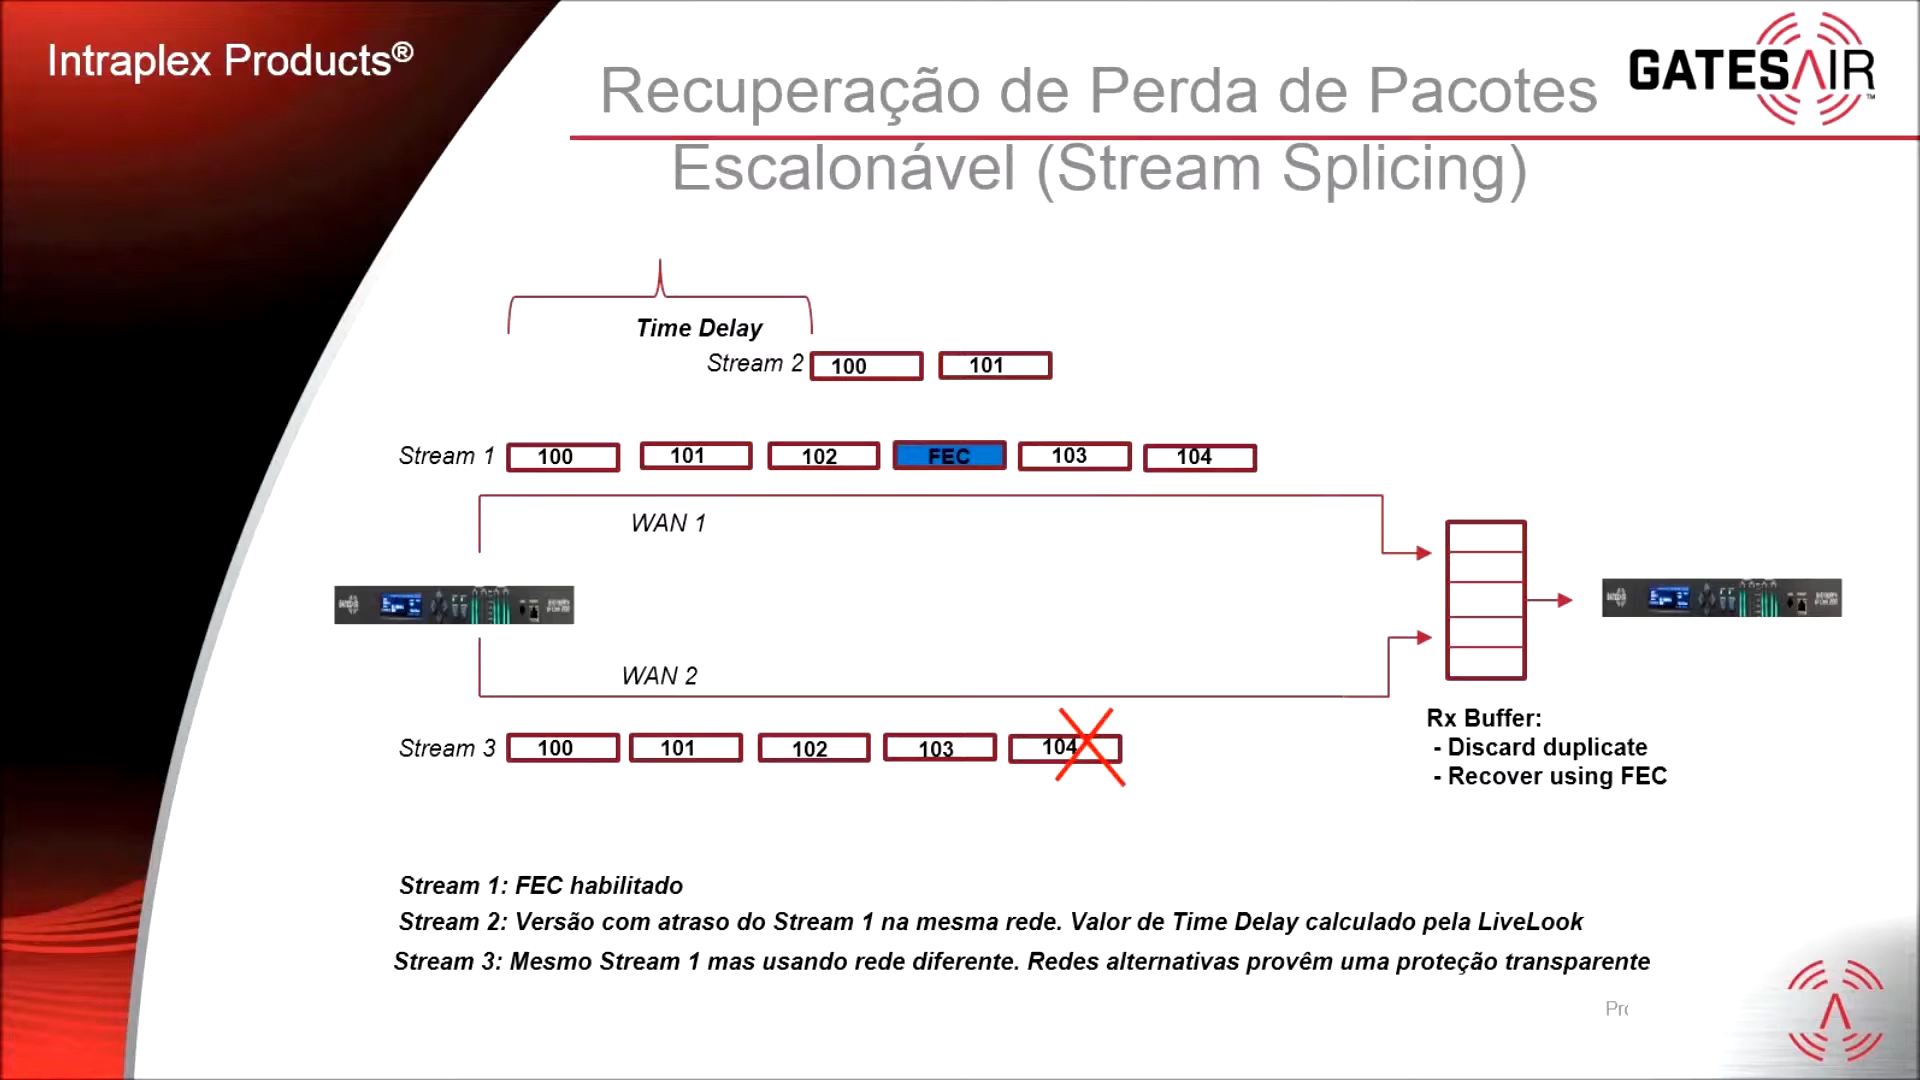 Intraplex Products®
GATESAIR™
Recuperação de Perda de Pacotes
Escalonável (Stream Splicing)
Time Delay
Stream 2 100 101
Stream 1 100 101 102 FEC 103 104
WAN 1
GATESAIR
WAN 2
Stream 3 100 101 102 103 104
Rx Buffer:
- Discard duplicate
- Recover using FEC
Stream 1: FEC habilitado
Stream 2: Versão com atraso do Stream 1 na mesma rede. Valor de Time Delay calculado pela LiveLook
Stream 3: Mesmo Stream 1 mas usando rede diferente. Redes alternativas provêm uma proteção transparente